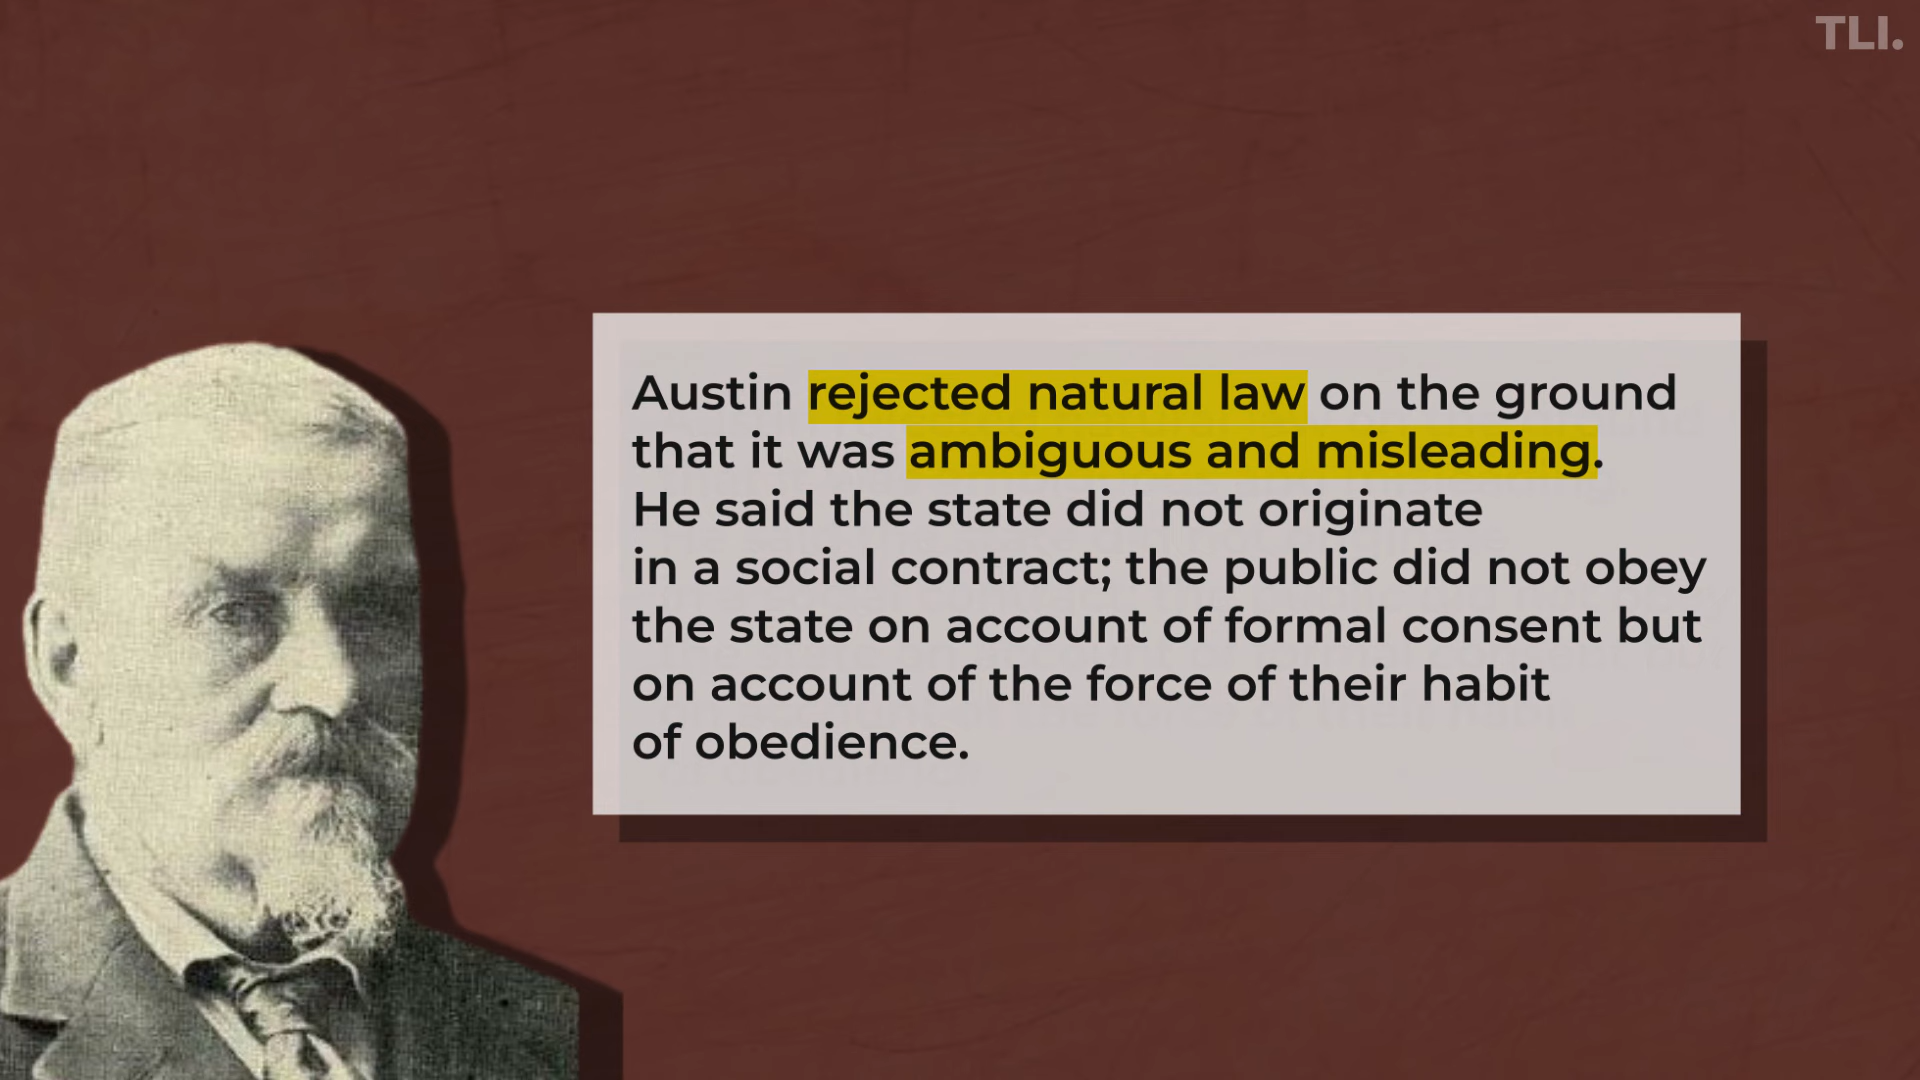 TLI.
Austin rejected natural law on the ground
that it was ambiguous and misleading.
He said the state did not originate
in a social contract; the public did not obey
the state on account of formal consent but
on account of the force of their habit
of obedience.